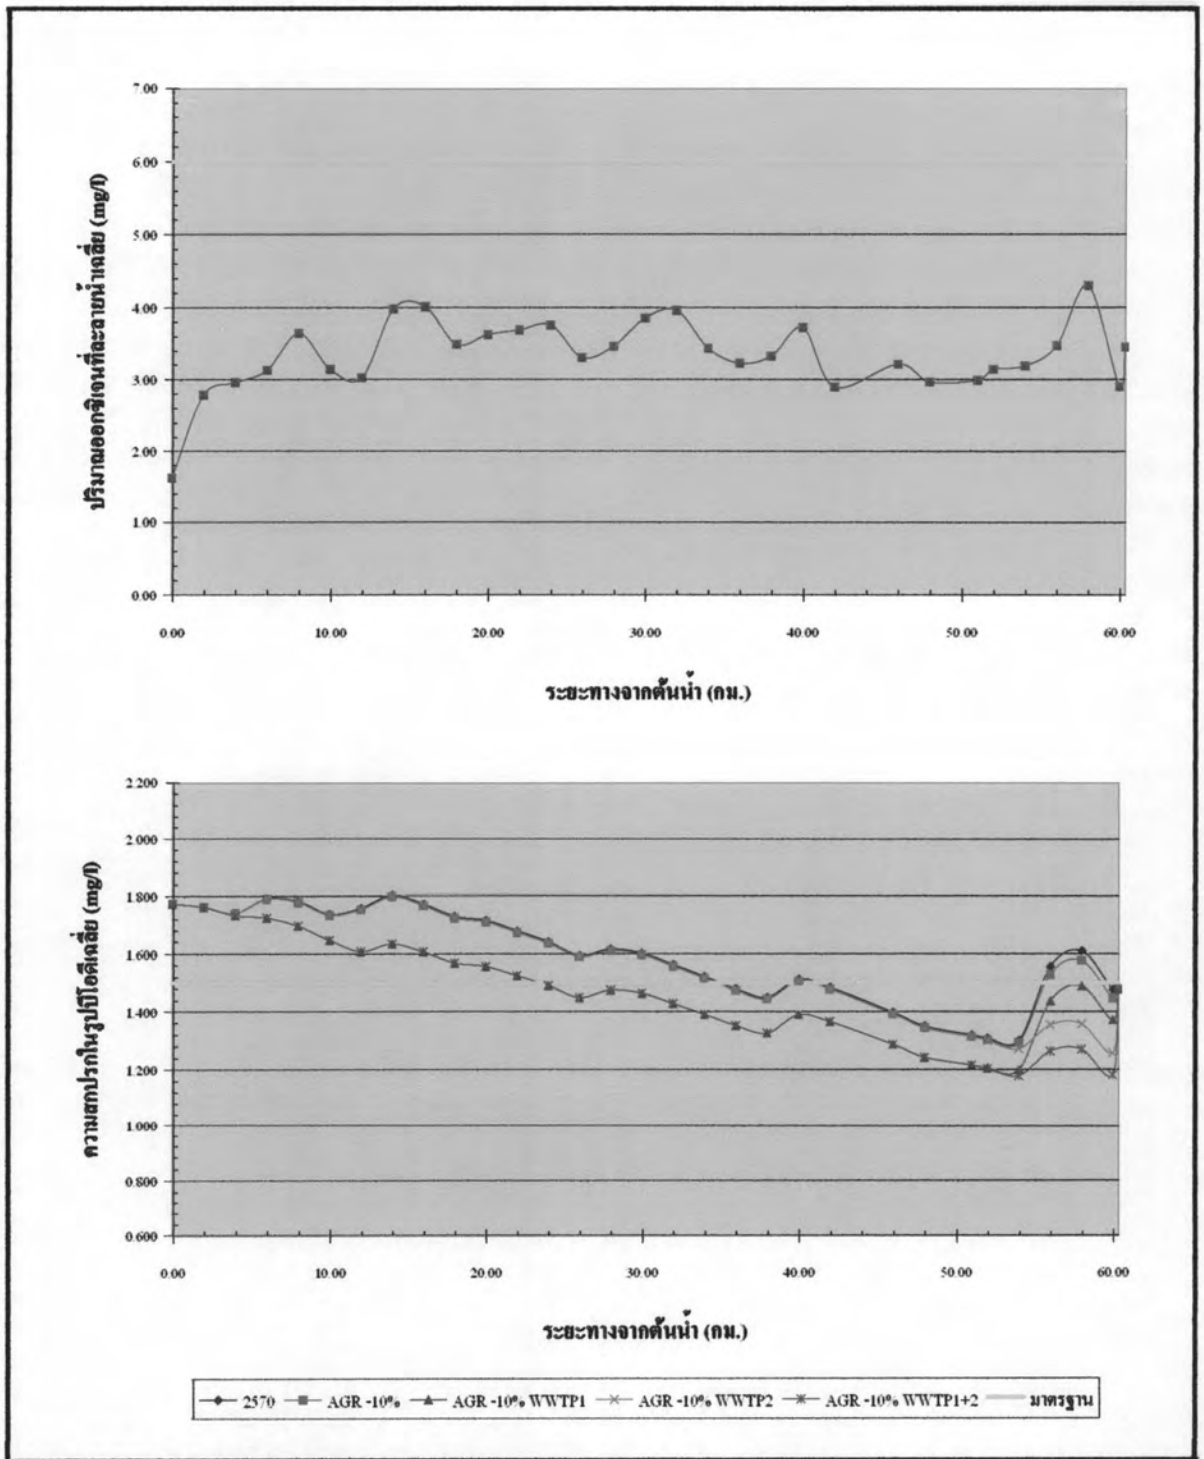 7.00
6.00
5.00
4.00
3.00
2.00
1.00
0.00
ปริมาณออกซิเจนที่ละลายน้ำเฉลี่ย (mg/l)
0.00 10.00 20.00 30.00 40.00 50.00 60.00
ระยะทางจากต้นน้ำ (กม.)
2.200
2.000
1.800
1.600
1.400
1.200
1.000
0.800
0.600
ความสกปรกในรูปบีโอดีเฉลี่ย (mg/l)
0.00 10.00 20.00 30.00 40.00 50.00 60.00
ระยะทางจากต้นน้ำ (กม.)
2570 AGR -10% AGR -10% WWTP1 AGR -10% WWTP2 AGR -10% WWTP1+2 มาตรฐาน